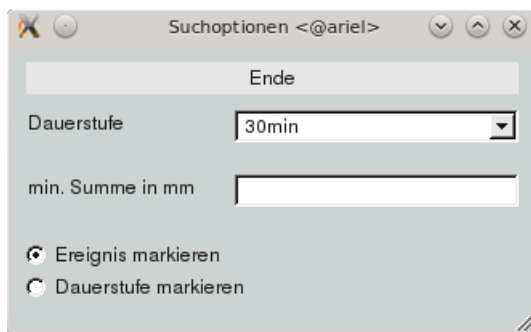 Suchoptionen <@ariel>
Ende
Dauerstufe 30min
min. Summe in mm
Ereignis markieren
Dauerstufe markieren